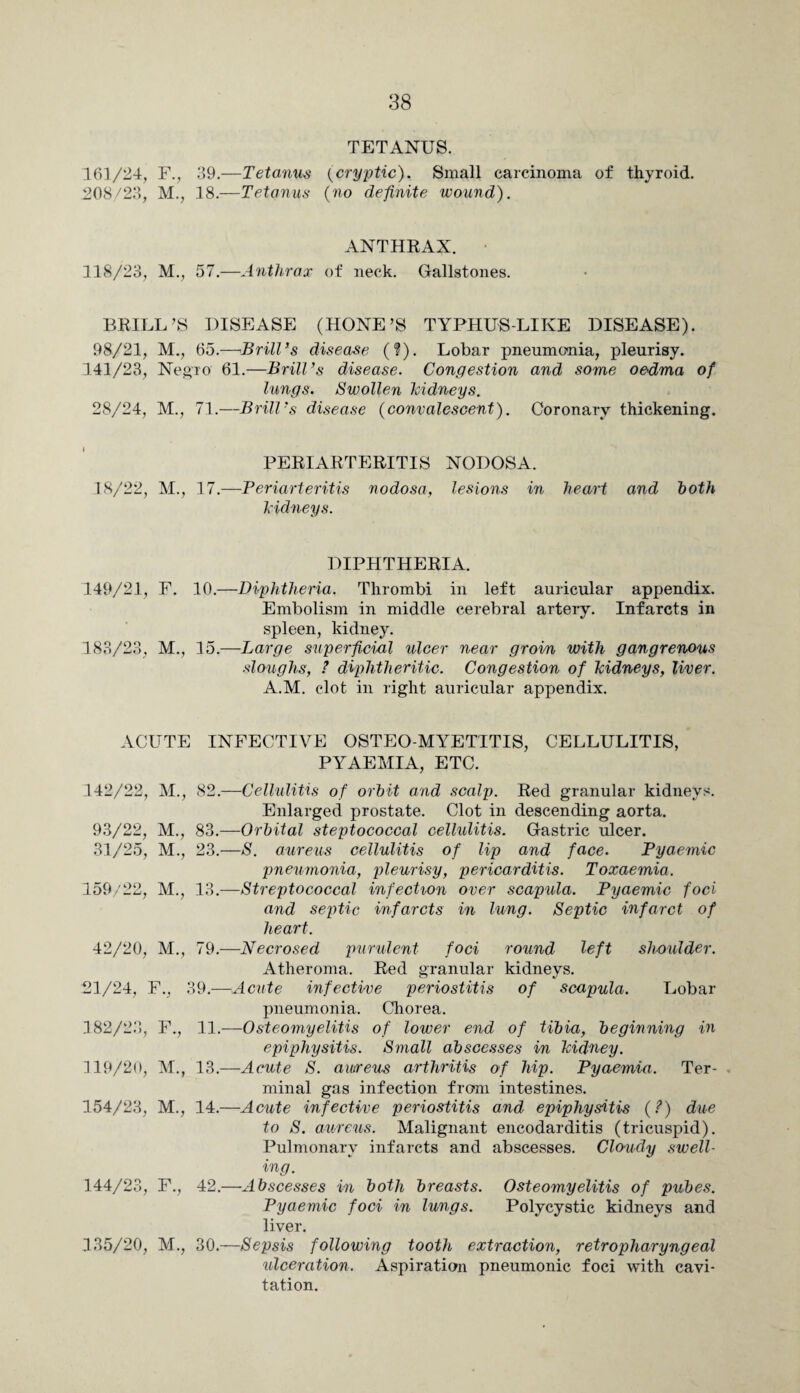 38
TETANUS.
161/24, F., 39.—Tetanus (cryptic). Small carcinoma of thyroid.
208/23, M., 18.—Tetanus (no definite wound).
ANTHRAX.
118/23, M., 57.—Anthrax of neck. Gallstones.
BRILL'S DISEASE (HONE'S TYPHUS-LIKE DISEASE).
98/21, M., 65.—Brill's disease (?). Lobar pneumonia, pleurisy.
141/23, Negro 61.—Brill's disease. Congestion and some oedma of
lungs. Swollen kidneys.
28/24, M., 71.—Brill's disease (convalescent). Coronary thickening.
PERIARTERITIS NODOSA.
18/22, M., 17.—Periarteritis nodosa, lesions in heart and both
kidneys.
DIPHTHERIA.
149/21, F. 10.—Diphtheria. Thrombi in left auricular appendix.
Embolism in middle cerebral artery. Infarcts in
spleen, kidney.
183/23, M., 15.—Large superficial ulcer near groin with gangrenous
sloughs, ? diphtheritic. Congestion of kidneys, liver.
A.M. clot in right auricular appendix.
ACUTE INFECTIVE OSTEO-MYETITIS, CELLULITIS,
PYAEMIA, ETC.
142/22, M., 82.—Cellulitis of orbit and scalp. Red granular kidneys.
Enlarged prostate. Clot in descending aorta.
93/22, M., 83.—Orbital steptococcal cellulitis. Gastric ulcer.
31/25, M., 23.—S. aureus cellulitis of lip and face. Pyaemic
pneumonia, pleurisy, pericarditis. Toxaemia.
159/22, M., 13.—Streptococcal infection over scapula. Pyaemic foci
and septic infarcts in lung. Septic infarct of
heart.
42/20, M., 79.—Necrosed purulent foci round left shoulder.
Atheroma. Red granular kidneys.
21/24, F., 39.—Acute infective periostitis of scapula. Lobar
pneumonia. Chorea.
182/23, F., 11.—Osteomyelitis of lower end of tibia, beginning in
epiphysitis. Small abscesses in kidney.
119/20, M., 13.—Acute S. aureus arthritis of hip. Pyaemia. Ter-
minal gas infection from intestines.
154/23, M., 14.—Acute infective periostitis and epiphysitis (?) due
to S. aureus. Malignant encodarditis (tricuspid).
Pulmonary infarcts and abscesses. Cloudy swell-
ing.
144/23, F., 42.—Abscesses in both breasts. Osteomyelitis of pubes.
Pyaemic foci in lungs. Polycystic kidneys and
liver.
135/20, M., 30.—Sepsis following tooth extraction, retropharyngeal
ulceration. Aspiration pneumonic foci with cavi-
tation.